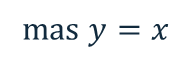 mas y = x